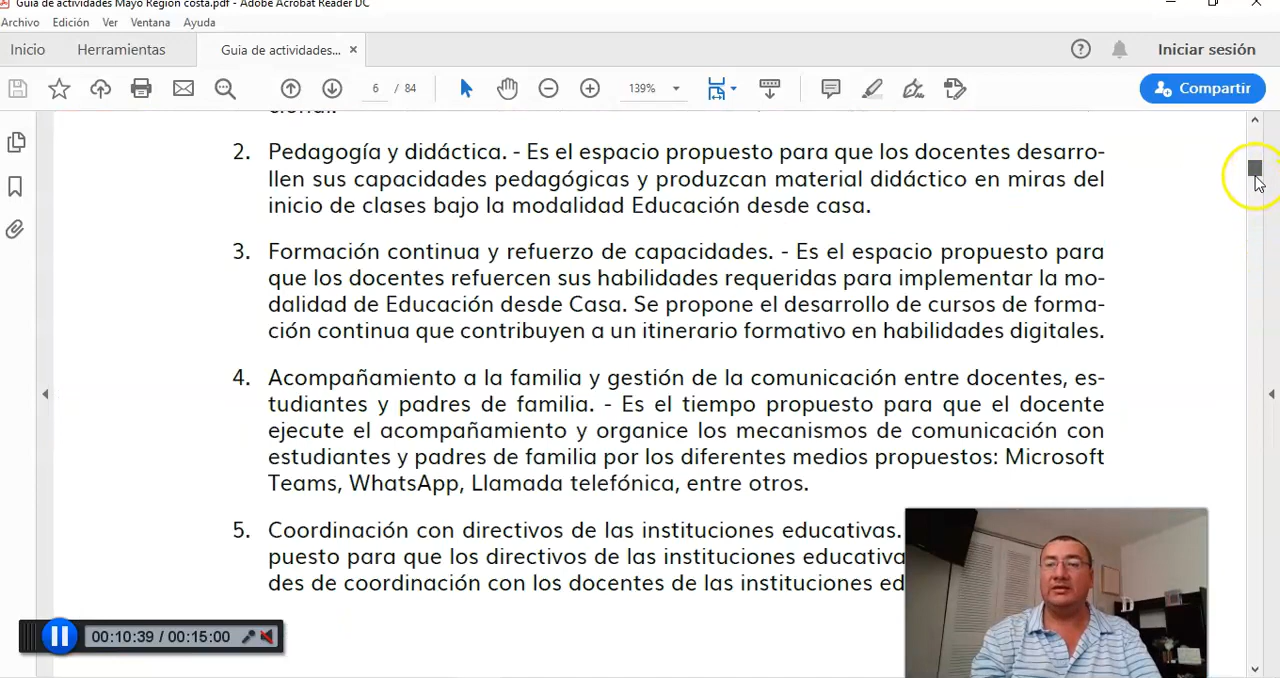 Guia de actividades Mayo Region costa.pdf - Adobe Acrobat Reader DC
Archivo Edición Ver Ventana Ayuda
Inicio Herramientas Guia de actividades... × Iniciar sesión
6 / 84 139% Compartir
cional.
2. Pedagogía y didáctica. - Es el espacio propuesto para que los docentes desarro-
llen sus capacidades pedagógicas y produzcan material didáctico en miras del
inicio de clases bajo la modalidad Educación desde casa.
3. Formación continua y refuerzo de capacidades. - Es el espacio propuesto para
que los docentes refuercen sus habilidades requeridas para implementar la mo-
dalidad de Educación desde Casa. Se propone el desarrollo de cursos de forma-
ción continua que contribuyen a un itinerario formativo en habilidades digitales.
4. Acompañamiento a la familia y gestión de la comunicación entre docentes, es-
tudiantes y padres de familia. - Es el tiempo propuesto para que el docente
ejecute el acompañamiento y organice los mecanismos de comunicación con
estudiantes y padres de familia por los diferentes medios propuestos: Microsoft
Teams, WhatsApp, Llamada telefónica, entre otros.
5. Coordinación con directivos de las instituciones educativas.
puesto para que los directivos de las instituciones educativa
des de coordinación con los docentes de las instituciones ed
00:10:39 / 00:15:00